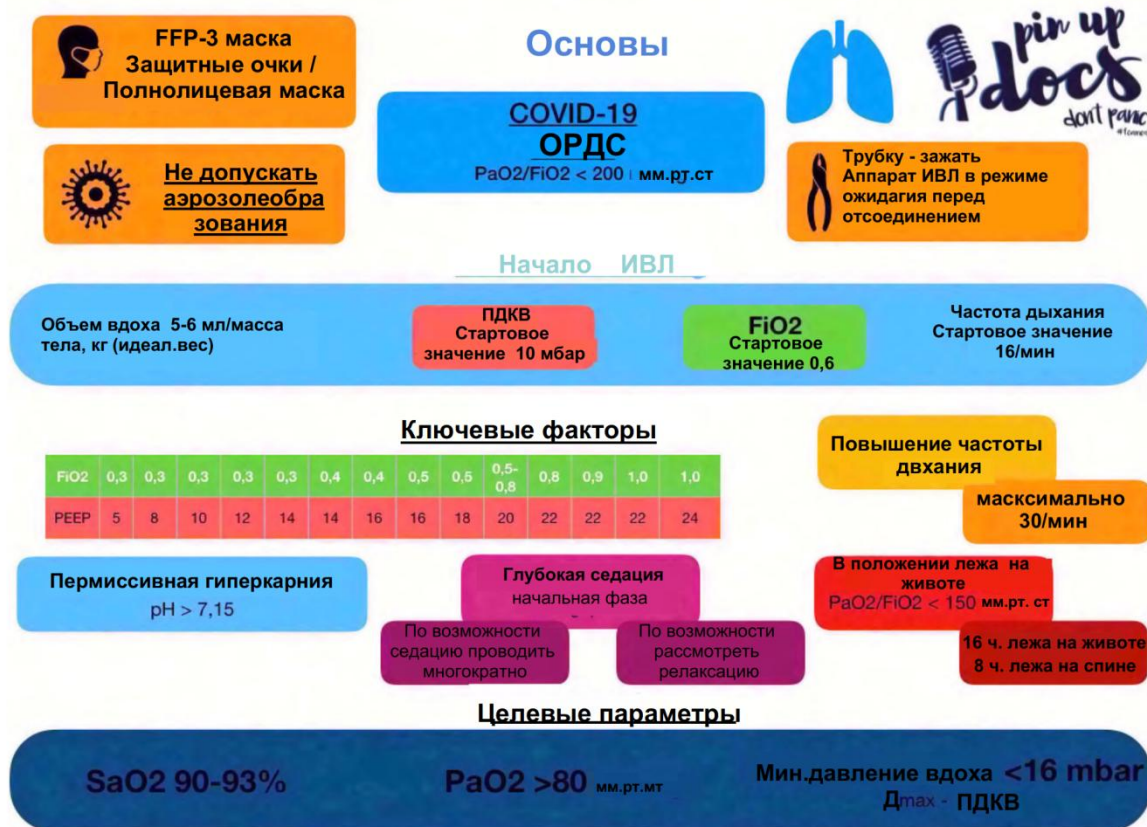 FFP-3 маска
Защитные очки /
Полнолицевая маска
Основы
pin up
docs
don't panic
COVID-19
ОРДС
PaO2/FiO2 < 200 мм.рт.ст
Не допускать
аэрозолеобра
зования
Трубку - зажать
Аппарат ИВЛ в режиме
ожидагия перед
отсоединением
Начало ИВЛ
Объем вдоха 5-6 мл/масса
тела, кг (идеал.вес)
ПДКВ
Стартовое
значение 10 мбар
FiO2
Стартовое
значение 0,6
Частота дыхания
Стартовое значение
16/мин
Ключевые факторы
FiO2 0,3 0,3 0,3 0,3 0,3 0,4 0,4 0,5 0,5 0,5-0,8 0,8 0,9 1,0 1,0
PEEP 5 8 10 12 14 14 16 16 18 20 22 22 22 24
Повышение частоты
двхания
масксимально
30/мин
Пермиссивная гиперкарния
pH > 7,15
Глубокая седация
начальная фаза
По возможности
седацию проводить
многократно
По возможности
рассмотреть
релаксацию
В положении лежа на
животе
PaO2/FiO2 < 150 мм.рт. ст
16 ч. лежа на животе
8 ч. лежа на спине
Целевые параметры
SaO2 90-93%
PaO2 >80 мм.рт.мт
Мин.давление вдоха <16 mbar
Дmax - ПДКВ